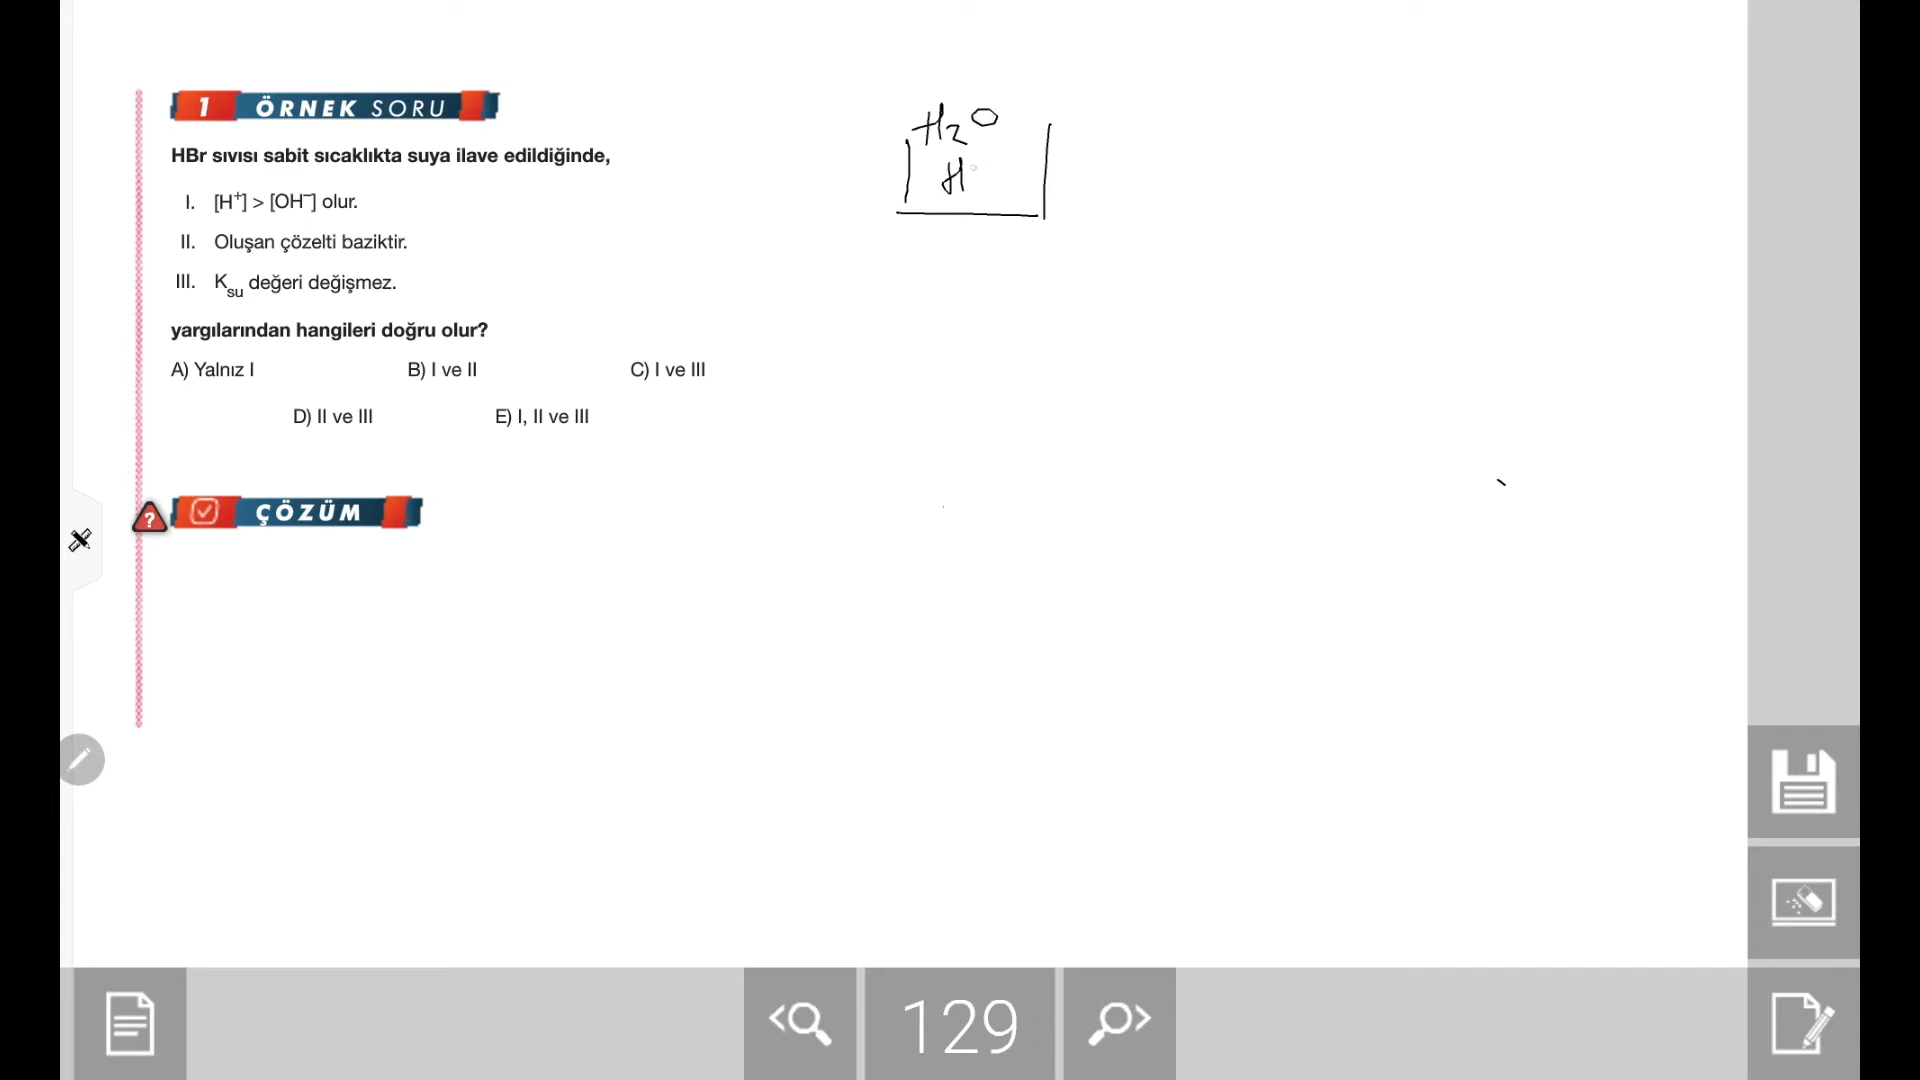 1 ÖRNEK SORU
HBr sıvısı sabit sıcaklıkta suya ilave edildiğinde,
I. [H⁺] > [OH⁻] olur.
II. Oluşan çözelti baziktir.
III. Ksu değeri değişmez.
yargılarından hangileri doğru olur?
A) Yalnız I B) I ve II C) I ve III
D) II ve III E) I, II ve III
? ÇÖZÜM
H₂O
H
129